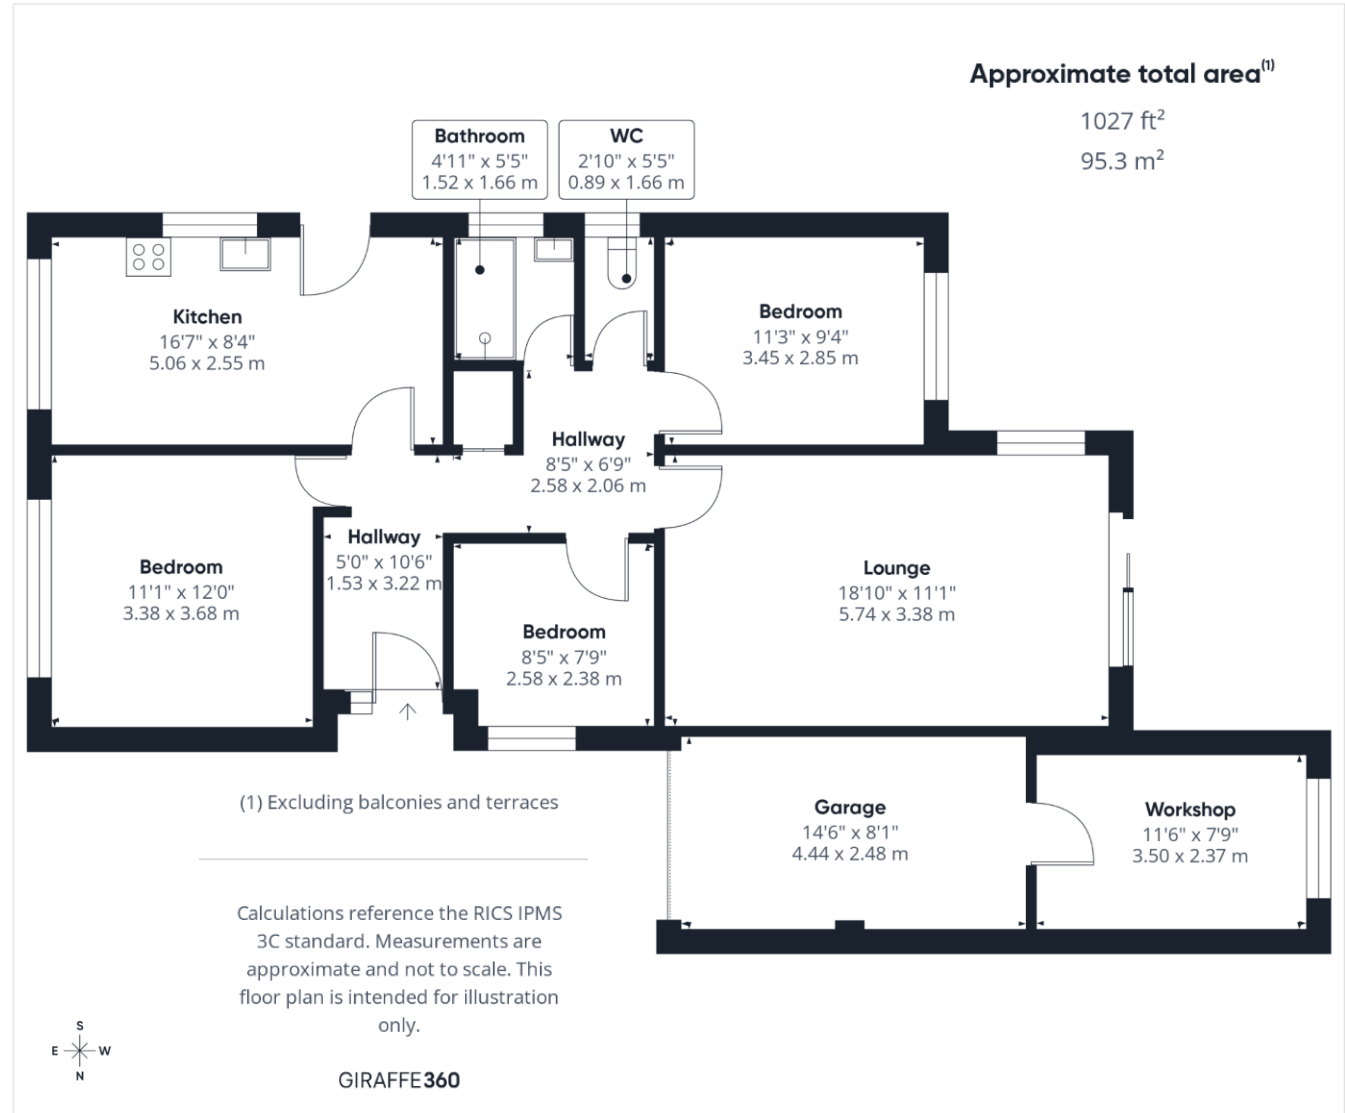 Approximate total area(1)
1027 ft²
95.3 m²
Bathroom
4'11" x 5'5"
1.52 x 1.66 m
WC
2'10" x 5'5"
0.89 x 1.66 m
Kitchen
16'7" x 8'4"
5.06 x 2.55 m
Bedroom
11'3" x 9'4"
3.45 x 2.85 m
Hallway
8'5" x 6'9"
2.58 x 2.06 m
Hallway
5'0" x 10'6"
1.53 x 3.22 m
Bedroom
11'1" x 12'0"
3.38 x 3.68 m
Lounge
18'10" x 11'1"
5.74 x 3.38 m
Bedroom
8'5" x 7'9"
2.58 x 2.38 m
Garage
14'6" x 8'1"
4.44 x 2.48 m
Workshop
11'6" x 7'9"
3.50 x 2.37 m
(1) Excluding balconies and terraces
Calculations reference the RICS IPMS
3C standard. Measurements are
approximate and not to scale. This
floor plan is intended for illustration
only.
S
E W
N
GIRAFFE360